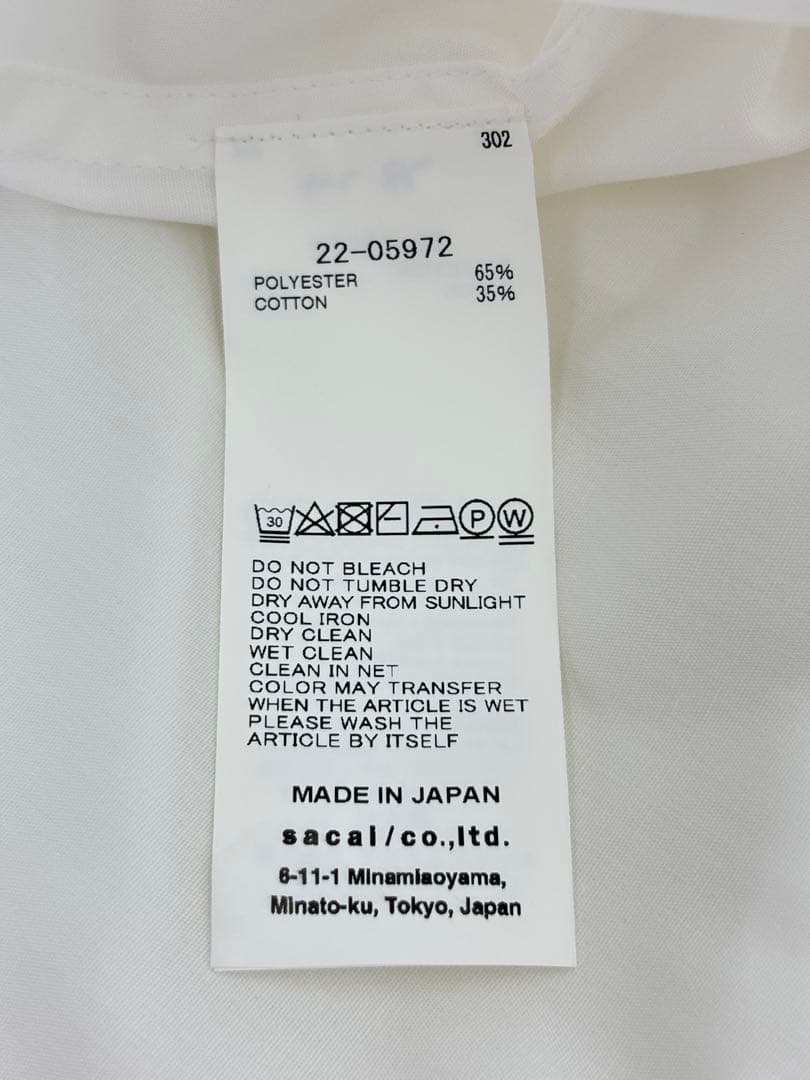 302
22-05972
POLYESTER 65%
COTTON 35%
30 P W
DO NOT BLEACH
DO NOT TUMBLE DRY
DRY AWAY FROM SUNLIGHT
COOL IRON
DRY CLEAN
WET CLEAN
CLEAN IN NET
COLOR MAY TRANSFER
WHEN THE ARTICLE IS WET
PLEASE WASH THE
ARTICLE BY ITSELF
MADE IN JAPAN
sacai/co.,ltd.
6-11-1 Minamiaoyama,
Minato-ku, Tokyo, Japan